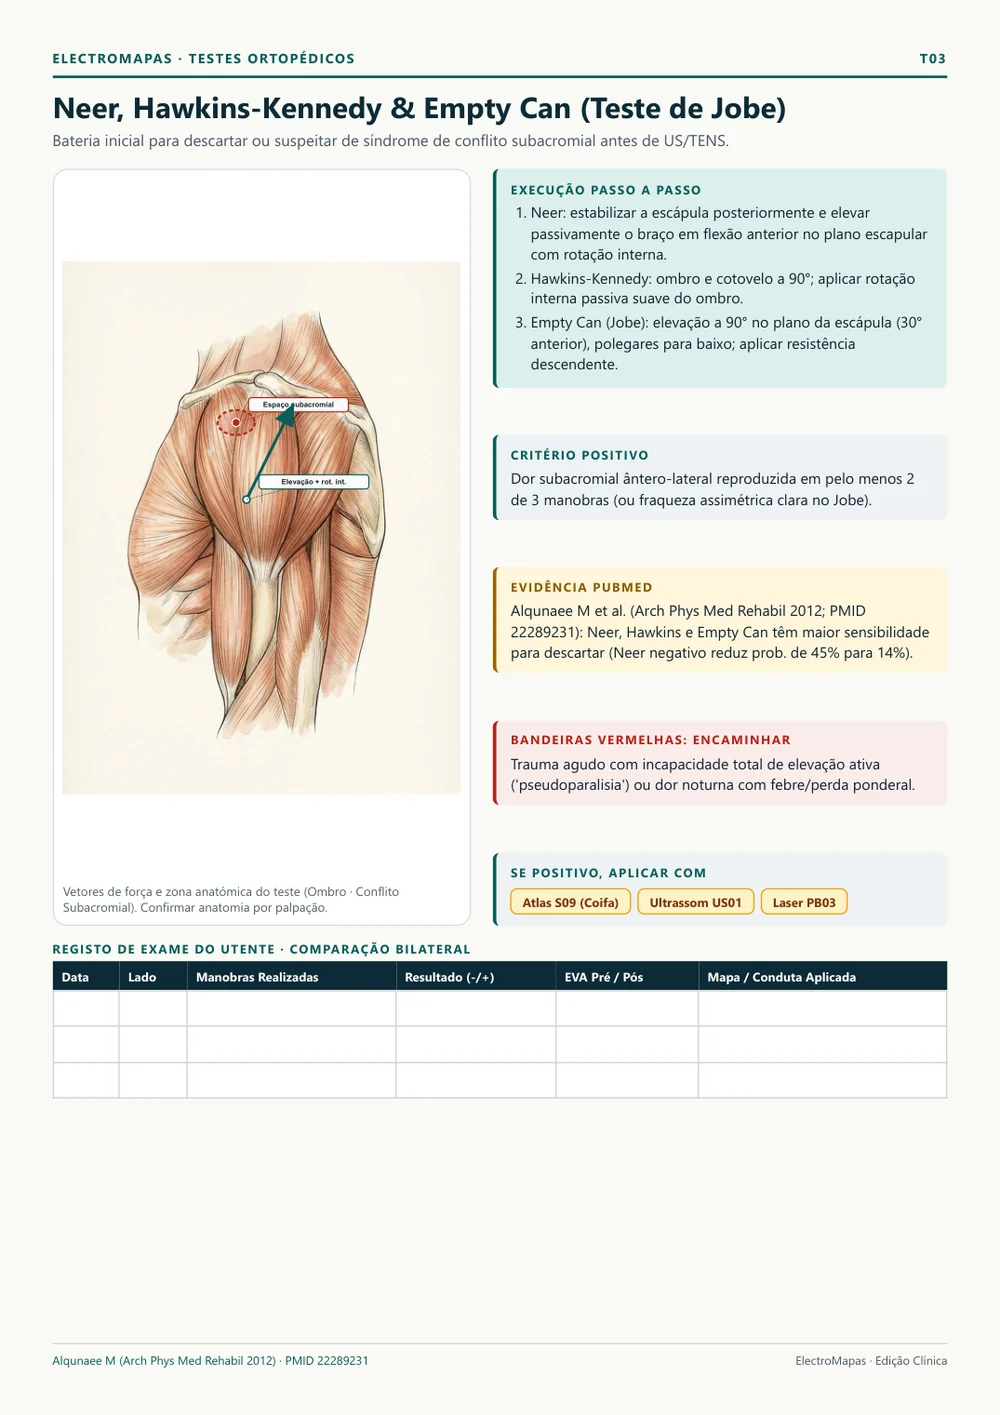 ELECTROMAPAS · TESTES ORTOPÉDICOS
T03
Neer, Hawkins-Kennedy & Empty Can (Teste de Jobe)
Bateria inicial para descartar ou suspeitar de síndrome de conflito subacromial antes de US/TENS.
Espaço subacromial
Elevação + rot. int.
Vetores de força e zona anatómica do teste (Ombro · Conflito
Subacromial). Confirmar anatomia por palpação.
EXECUÇÃO PASSO A PASSO
1. Neer: estabilizar a escápula posteriormente e elevar
passivamente o braço em flexão anterior no plano escapular
com rotação interna.
2. Hawkins-Kennedy: ombro e cotovelo a 90°; aplicar rotação
interna passiva suave do ombro.
3. Empty Can (Jobe): elevação a 90° no plano da escápula (30°
anterior), polegares para baixo; aplicar resistência
descendente.
CRITÉRIO POSITIVO
Dor subacromial ântero-lateral reproduzida em pelo menos 2
de 3 manobras (ou fraqueza assimétrica clara no Jobe).
EVIDÊNCIA PUBMED
Alqunaee M et al. (Arch Phys Med Rehabil 2012; PMID
22289231): Neer, Hawkins e Empty Can têm maior sensibilidade
para descartar (Neer negativo reduz prob. de 45% para 14%).
BANDEIRAS VERMELHAS: ENCAMINHAR
Trauma agudo com incapacidade total de elevação ativa
('pseudoparalisia') ou dor noturna com febre/perda ponderal.
SE POSITIVO, APLICAR COM
Atlas S09 (Coifa) Ultrassom US01 Laser PB03
REGISTO DE EXAME DO UTENTE · COMPARAÇÃO BILATERAL
Data Lado Manobras Realizadas Resultado (-/+) EVA Pré / Pós Mapa / Conduta Aplicada
Alqunaee M (Arch Phys Med Rehabil 2012) · PMID 22289231
ElectroMapas · Edição Clínica